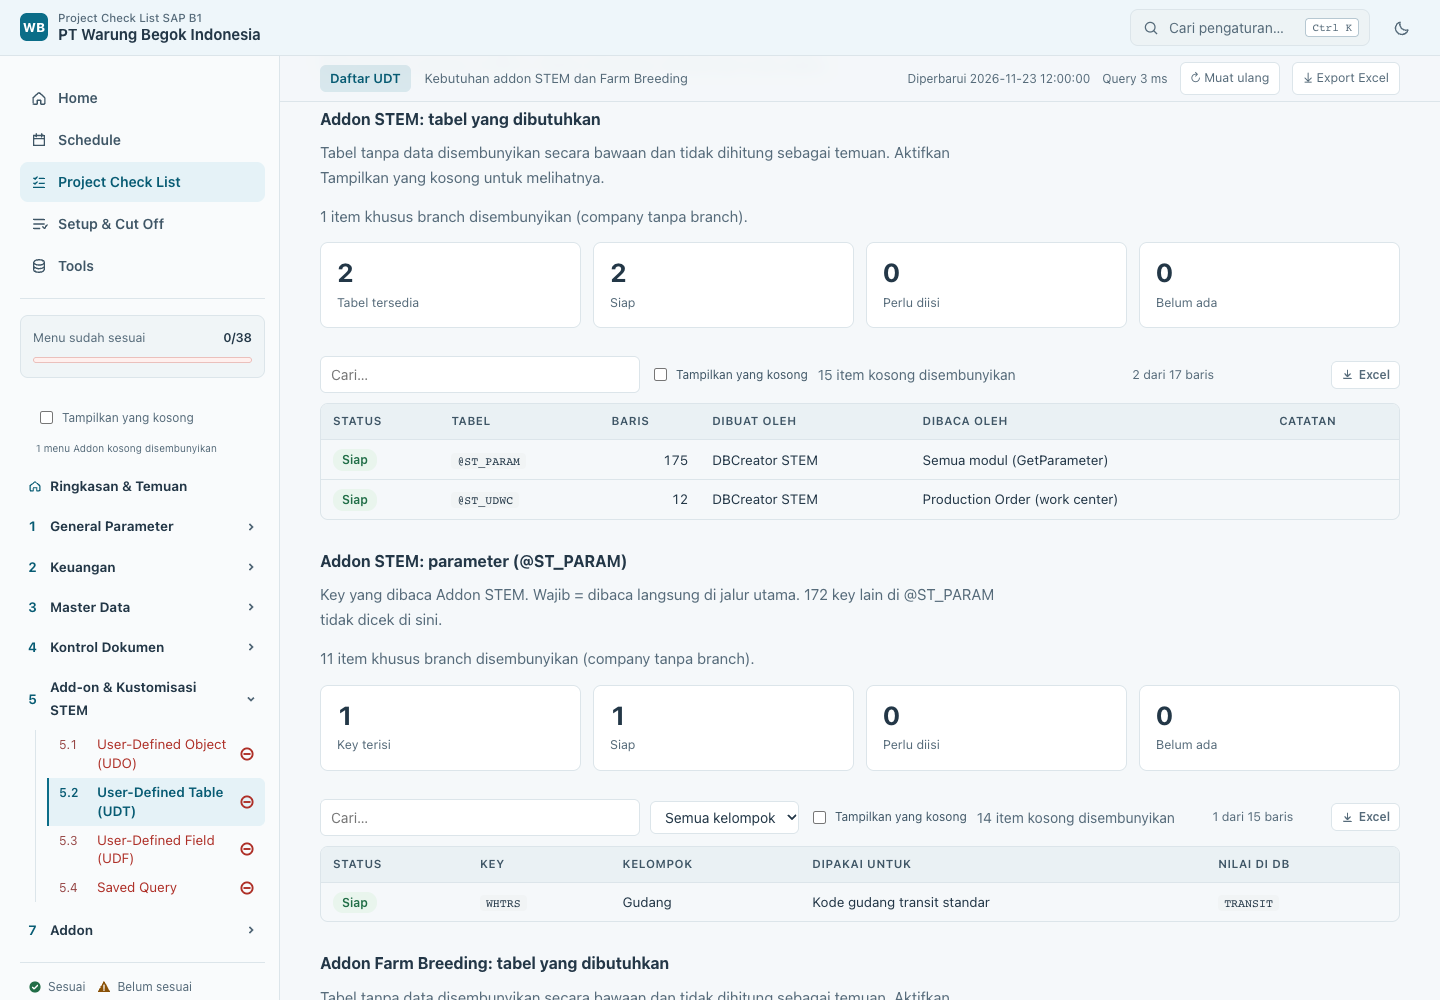 WB
Project Check List SAP B1
PT Warung Begok Indonesia
Cari pengaturan...
Ctrl K
Home
Schedule
Project Check List
Setup & Cut Off
Tools
Menu sudah sesuai
0/38
Tampilkan yang kosong
1 menu Addon kosong disembunyikan
Ringkasan & Temuan
1 General Parameter
2 Keuangan
3 Master Data
4 Kontrol Dokumen
5 Add-on & Kustomisasi
STEM
5.1 User-Defined Object
(UDO)
5.2 User-Defined Table
(UDT)
5.3 User-Defined Field
(UDF)
5.4 Saved Query
7 Addon
Sesuai
Belum sesuai
Daftar UDT
Kebutuhan addon STEM dan Farm Breeding
Diperbarui 2026-11-23 12:00:00
Query 3 ms
Muat ulang
Export Excel
Addon STEM: tabel yang dibutuhkan
Tabel tanpa data disembunyikan secara bawaan dan tidak dihitung sebagai temuan. Aktifkan
Tampilkan yang kosong untuk melihatnya.
1 item khusus branch disembunyikan (company tanpa branch).
2
Tabel tersedia
2
Siap
0
Perlu diisi
0
Belum ada
Cari...
Tampilkan yang kosong
15 item kosong disembunyikan
2 dari 17 baris
Excel
STATUS TABEL BARIS DIBUAT OLEH DIBACA OLEH CATATAN
Siap @ST_PARAM 175 DBCreator STEM Semua modul (GetParameter)
Siap @ST_UDWC 12 DBCreator STEM Production Order (work center)
Addon STEM: parameter (@ST_PARAM)
Key yang dibaca Addon STEM. Wajib = dibaca langsung di jalur utama. 172 key lain di @ST_PARAM
tidak dicek di sini.
11 item khusus branch disembunyikan (company tanpa branch).
1
Key terisi
1
Siap
0
Perlu diisi
0
Belum ada
Cari...
Semua kelompok
Tampilkan yang kosong
14 item kosong disembunyikan
1 dari 15 baris
Excel
STATUS KEY KELOMPOK DIPAKAI UNTUK NILAI DI DB
Siap WHTRS Gudang Kode gudang transit standar TRANSIT
Addon Farm Breeding: tabel yang dibutuhkan
Tabel tanpa data disembunyikan secara bawaan dan tidak dihitung sebagai temuan. Aktifkan